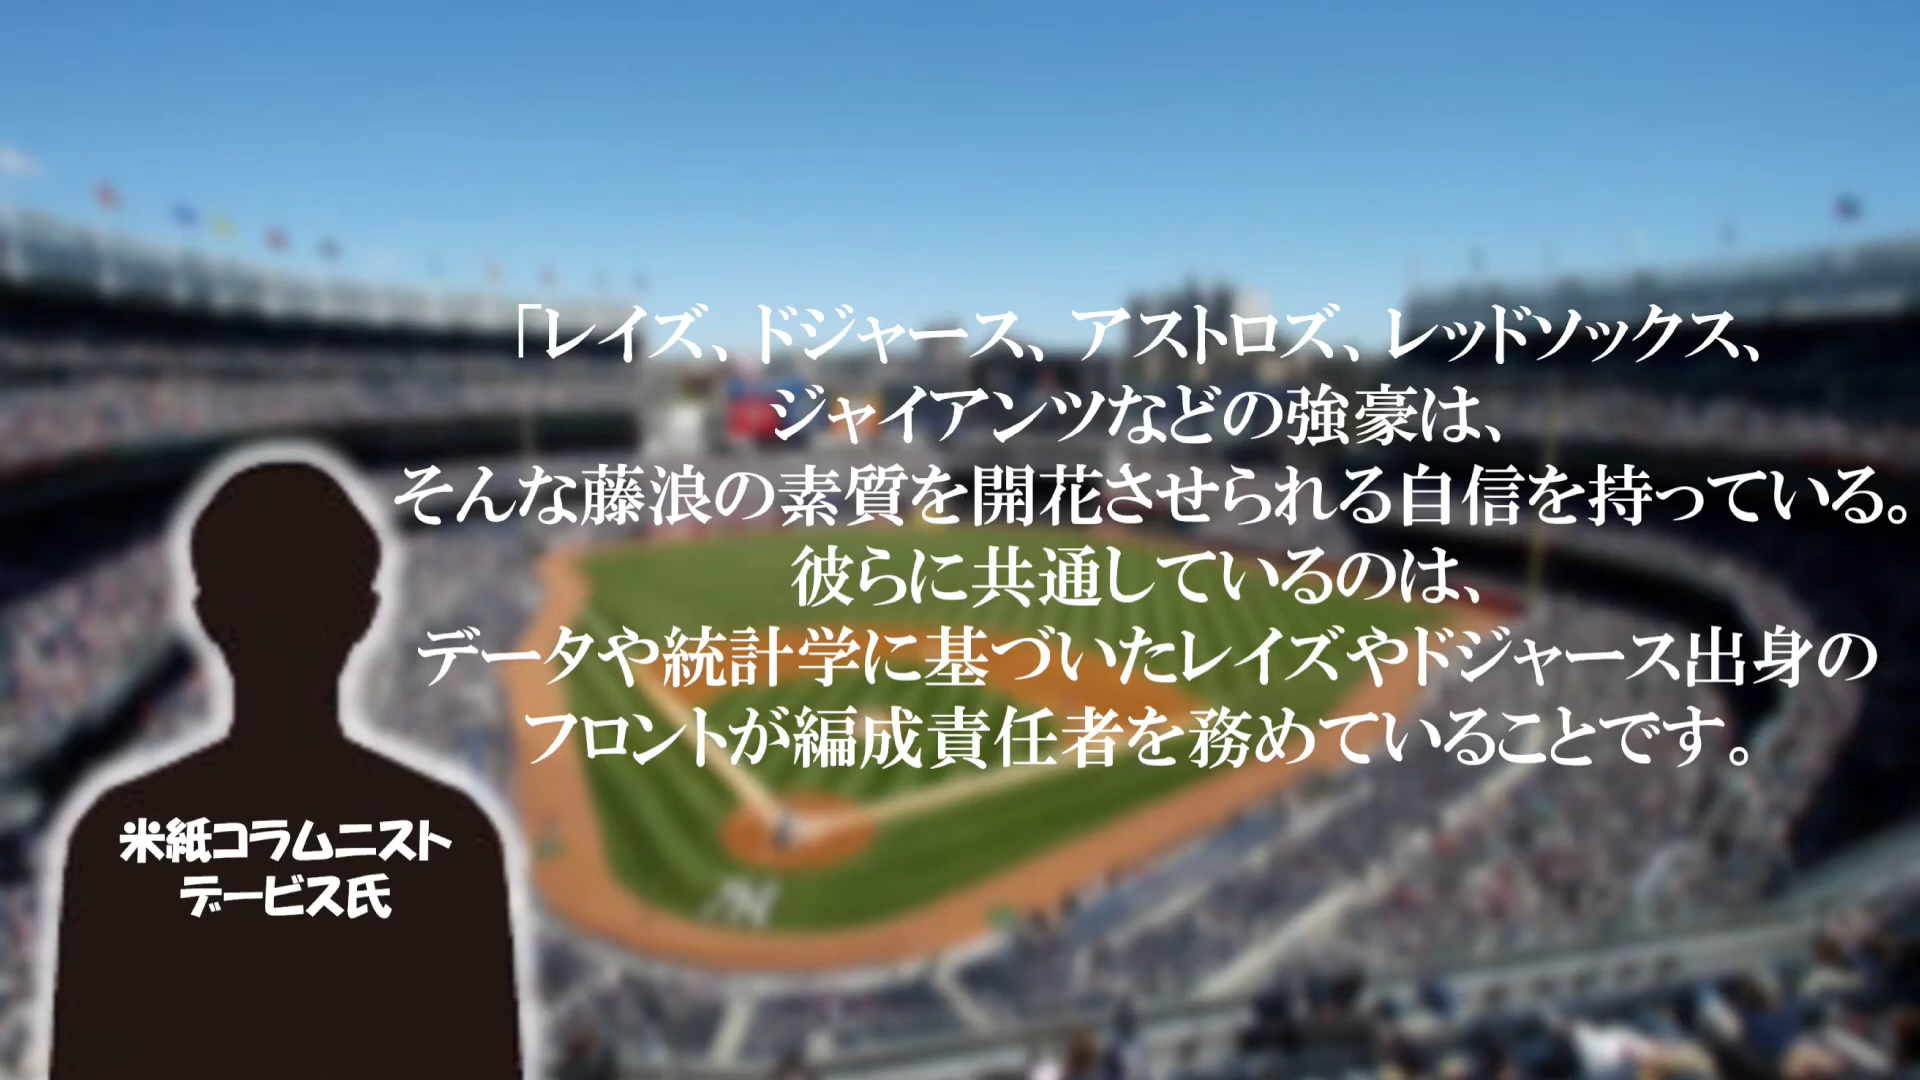 「レイズ、ドジャース、アストロズ、レッドソックス、
ジャイアンツなどの強豪は、
そんな藤浪の素質を開花させられる自信を持っている。
彼らに共通しているのは、
データや統計学に基づいたレイズやドジャース出身の
フロントが編成責任者を務めていることです。
米紙コラムニスト
デービス氏